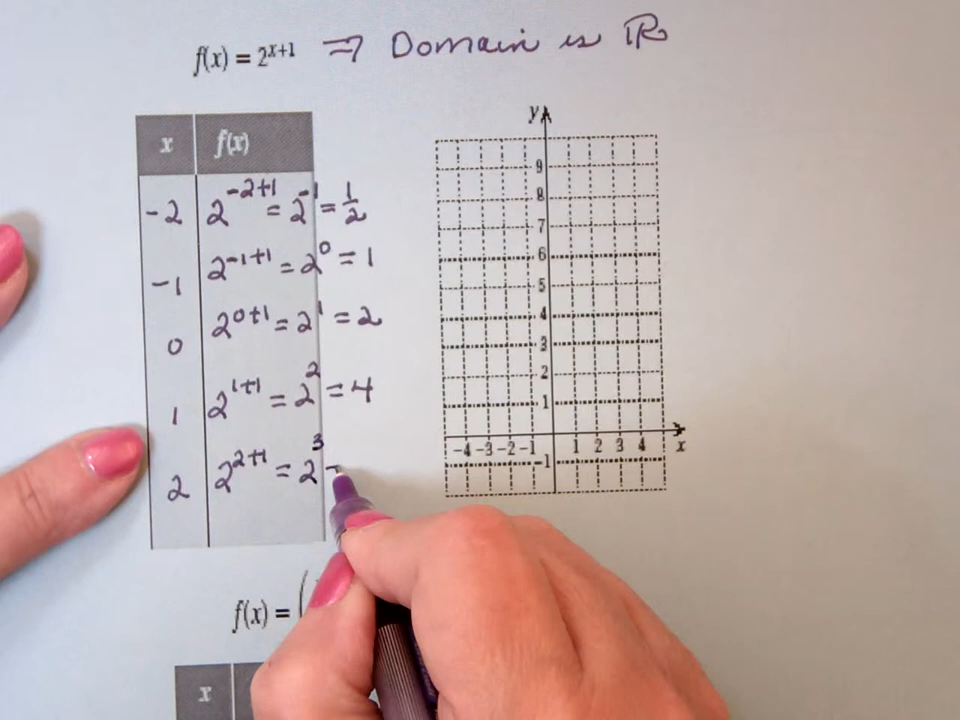 f(x) = 2^{x+1} ⇒ Domain is ℝ
x f(x)
-2 2^{-2+1} = 2^{-1} = 1/2
-1 2^{-1+1} = 2^0 = 1
0 2^{0+1} = 2^1 = 2
1 2^{1+1} = 2^2 = 4
2 2^{2+1} = 2^3
y
9
8
7
6
5
4
3
2
1
-4 -3 -2 -1 1 2 3 4 x
-1
f(x) = (
x